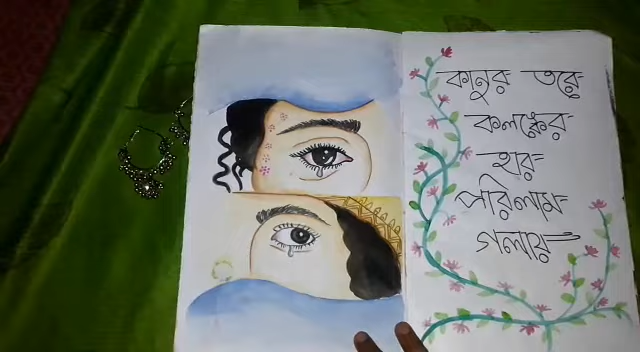 কানুর তরে
কলঙ্কের
হার
পরিলাম
গলায়